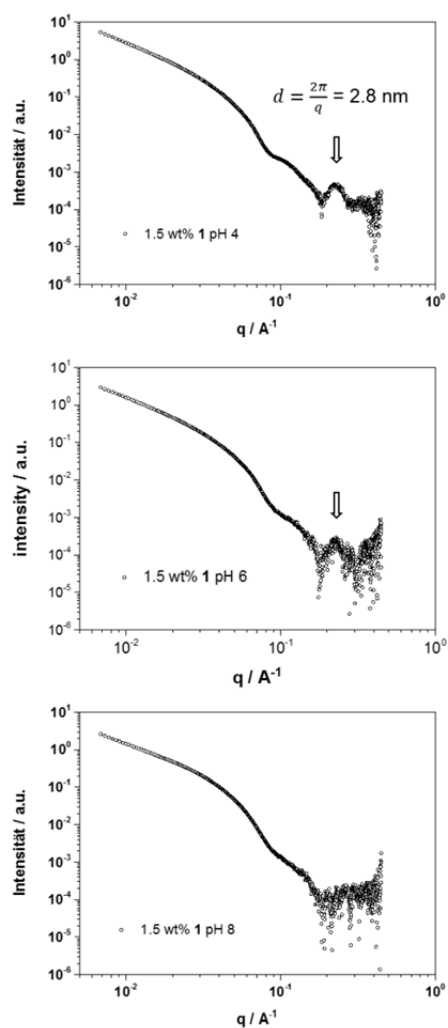 10¹
10⁰
10⁻¹
10⁻²
10⁻³
10⁻⁴
10⁻⁵
10⁻⁶
Intensität / a.u.
d = 2π/q = 2.8 nm
○ 1.5 wt% 1 pH 4
10⁻² 10⁻¹ 10⁰
q / A⁻¹
10¹
10⁰
10⁻¹
10⁻²
10⁻³
10⁻⁴
10⁻⁵
10⁻⁶
intensity / a.u.
○ 1.5 wt% 1 pH 6
10⁻² 10⁻¹ 10⁰
q / A⁻¹
10¹
10⁰
10⁻¹
10⁻²
10⁻³
10⁻⁴
10⁻⁵
10⁻⁶
Intensität / a.u.
○ 1.5 wt% 1 pH 8
10⁻² 10⁻¹ 10⁰
q / A⁻¹